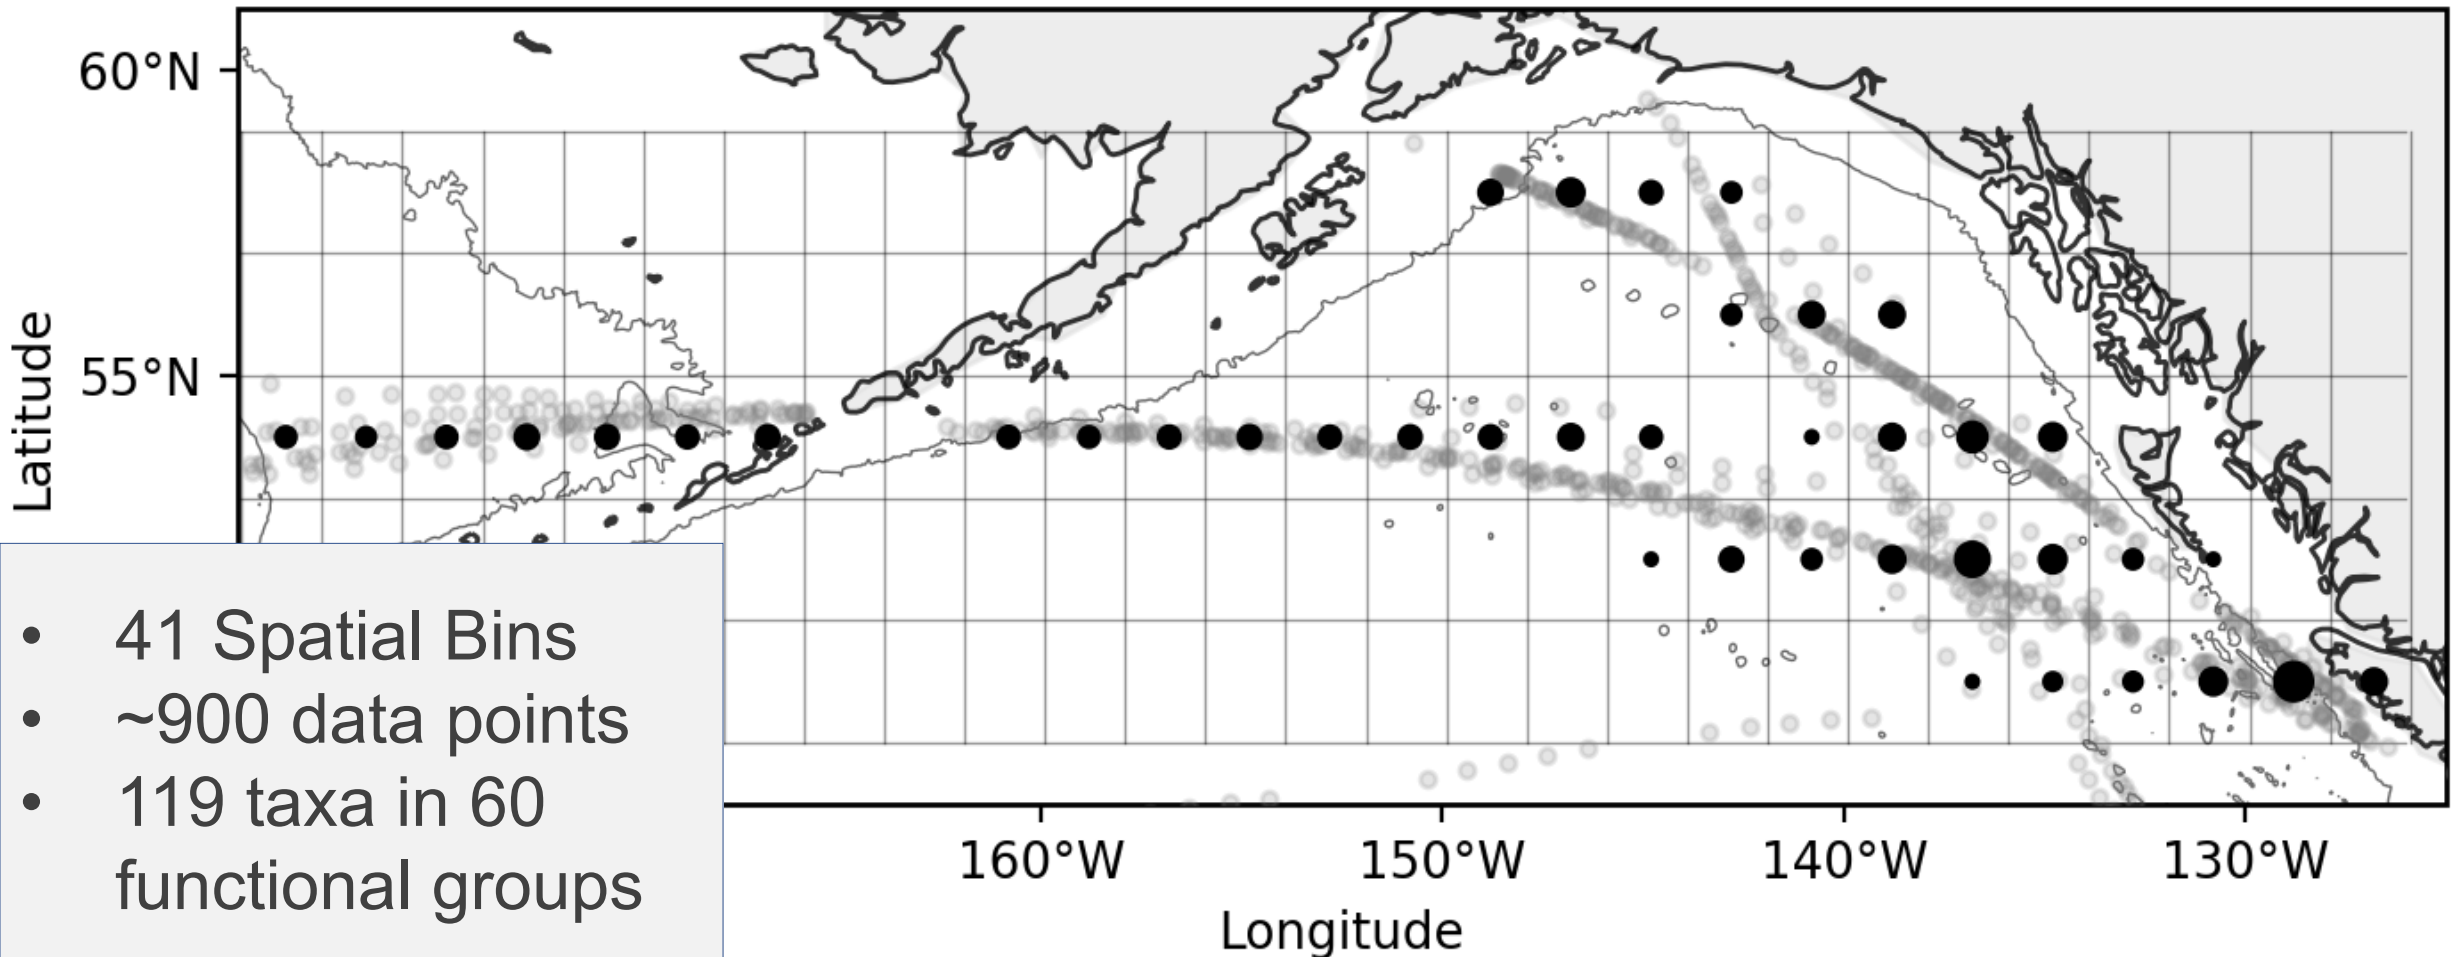 60°N
55°N
Latitude
• 41 Spatial Bins
• ~900 data points
• 119 taxa in 60
functional groups
160°W 150°W 140°W 130°W
Longitude